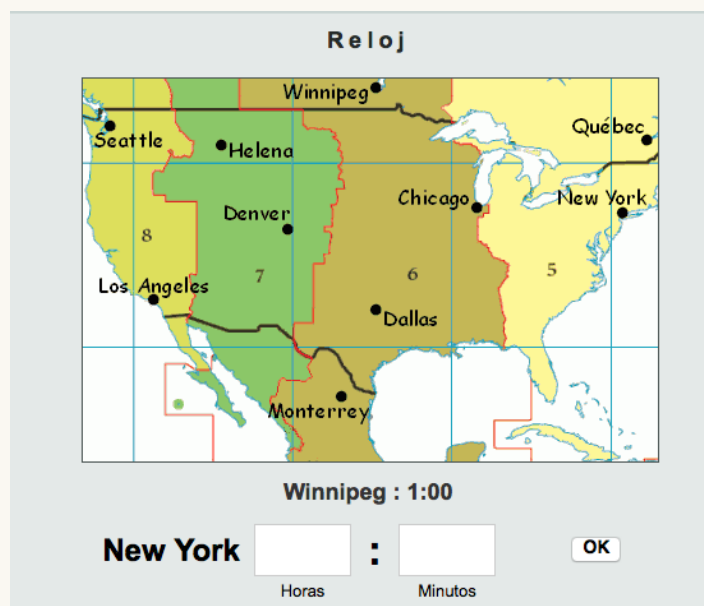 Reloj
Winnipeg
Québec
Seattle
Helena
Chicago
New York
Denver
8
7
6
5
Los Angeles
Dallas
Monterrey
Winnipeg : 1:00
New York : OK
Horas Minutos